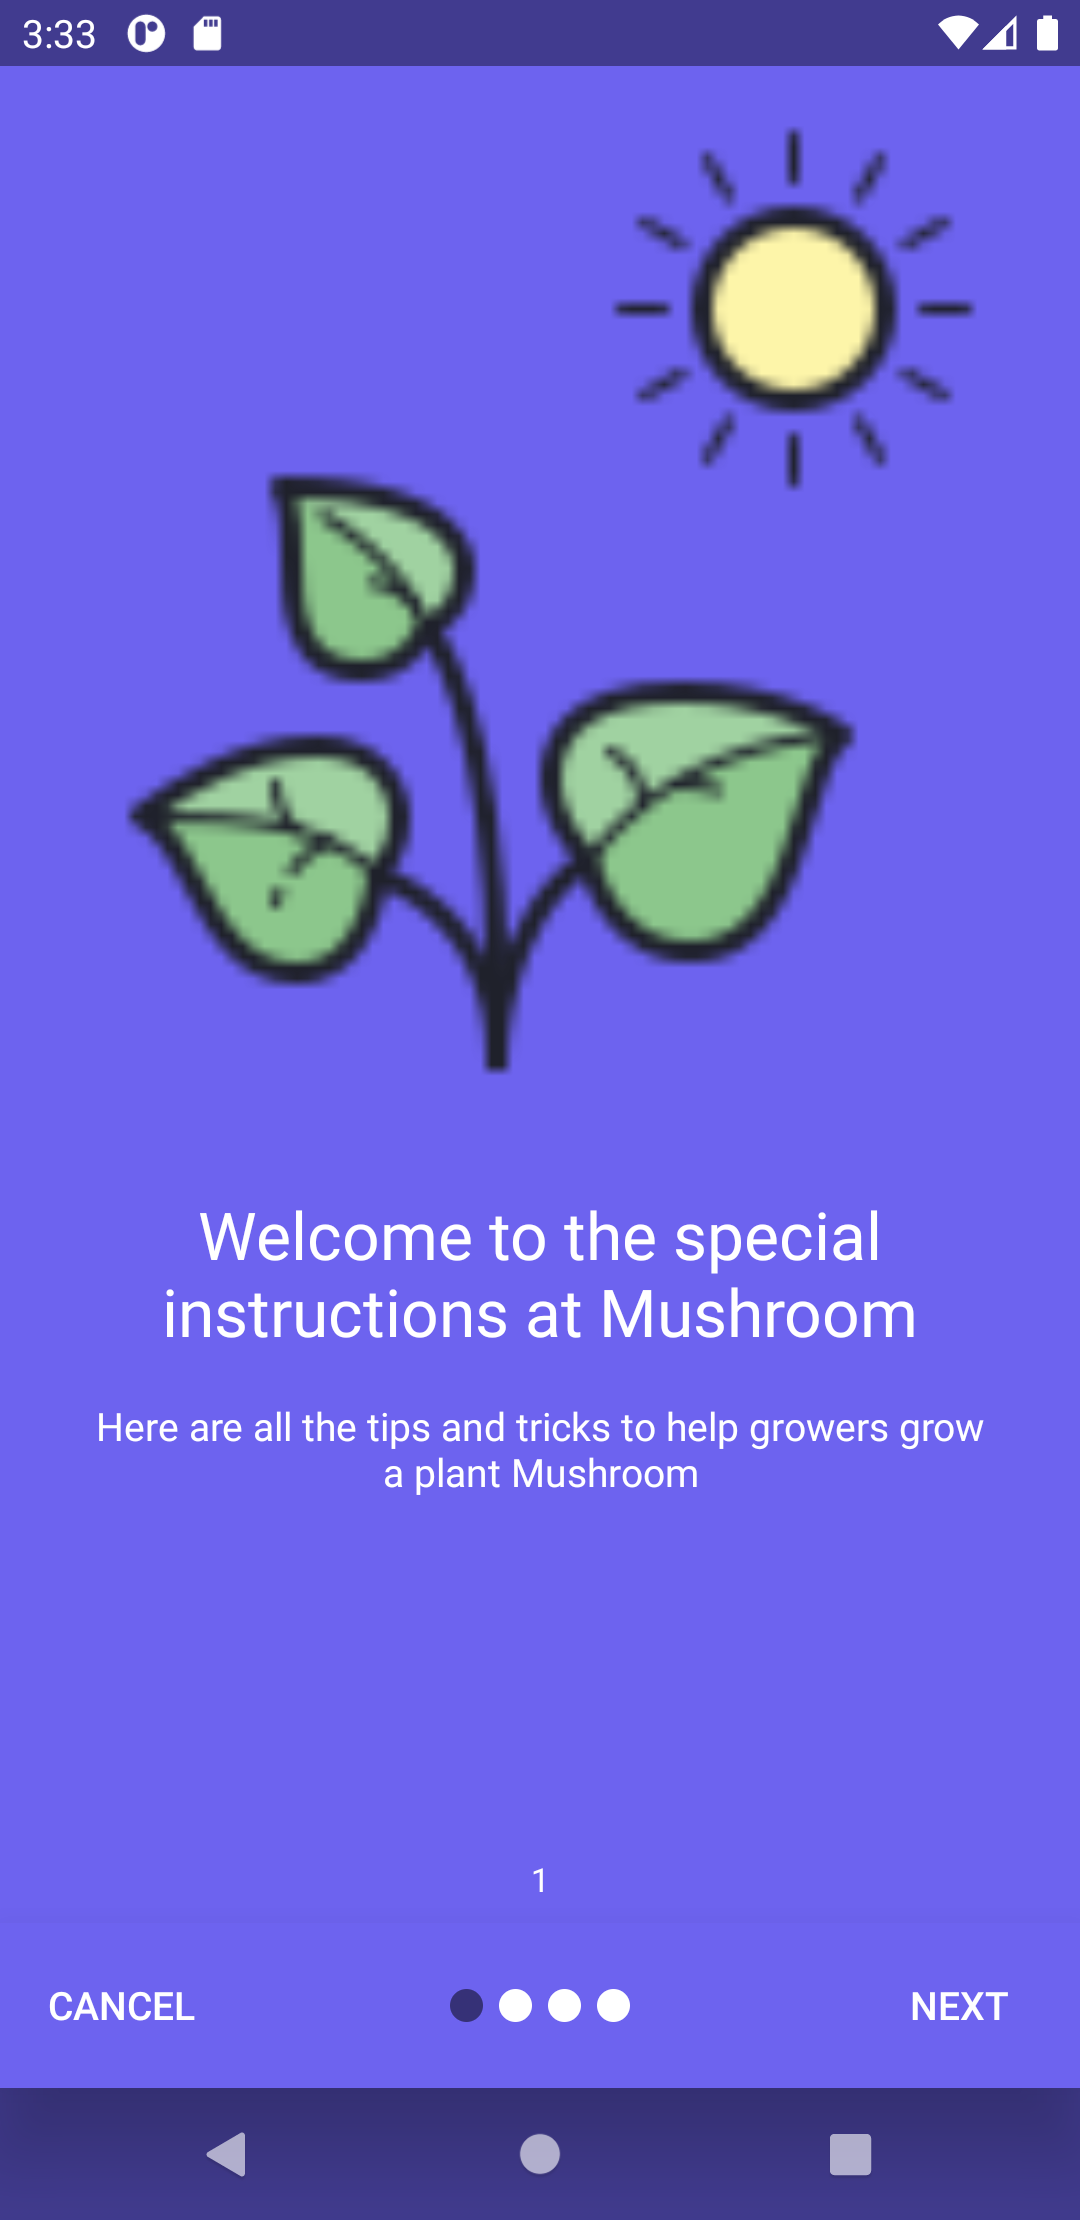 3:33
Welcome to the special
instructions at Mushroom
Here are all the tips and tricks to help growers grow
a plant Mushroom
1
CANCEL
NEXT